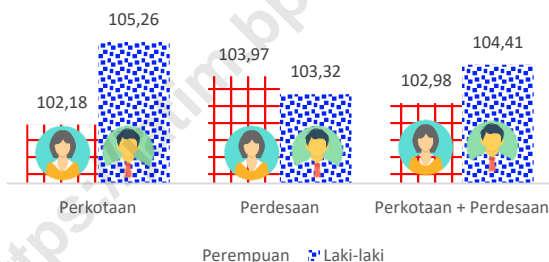 105,26
104,41
103,97
103,32
102,98
102,18
Perkotaan
Perdesaan
Perkotaan + Perdesaan
Perempuan
Laki-laki